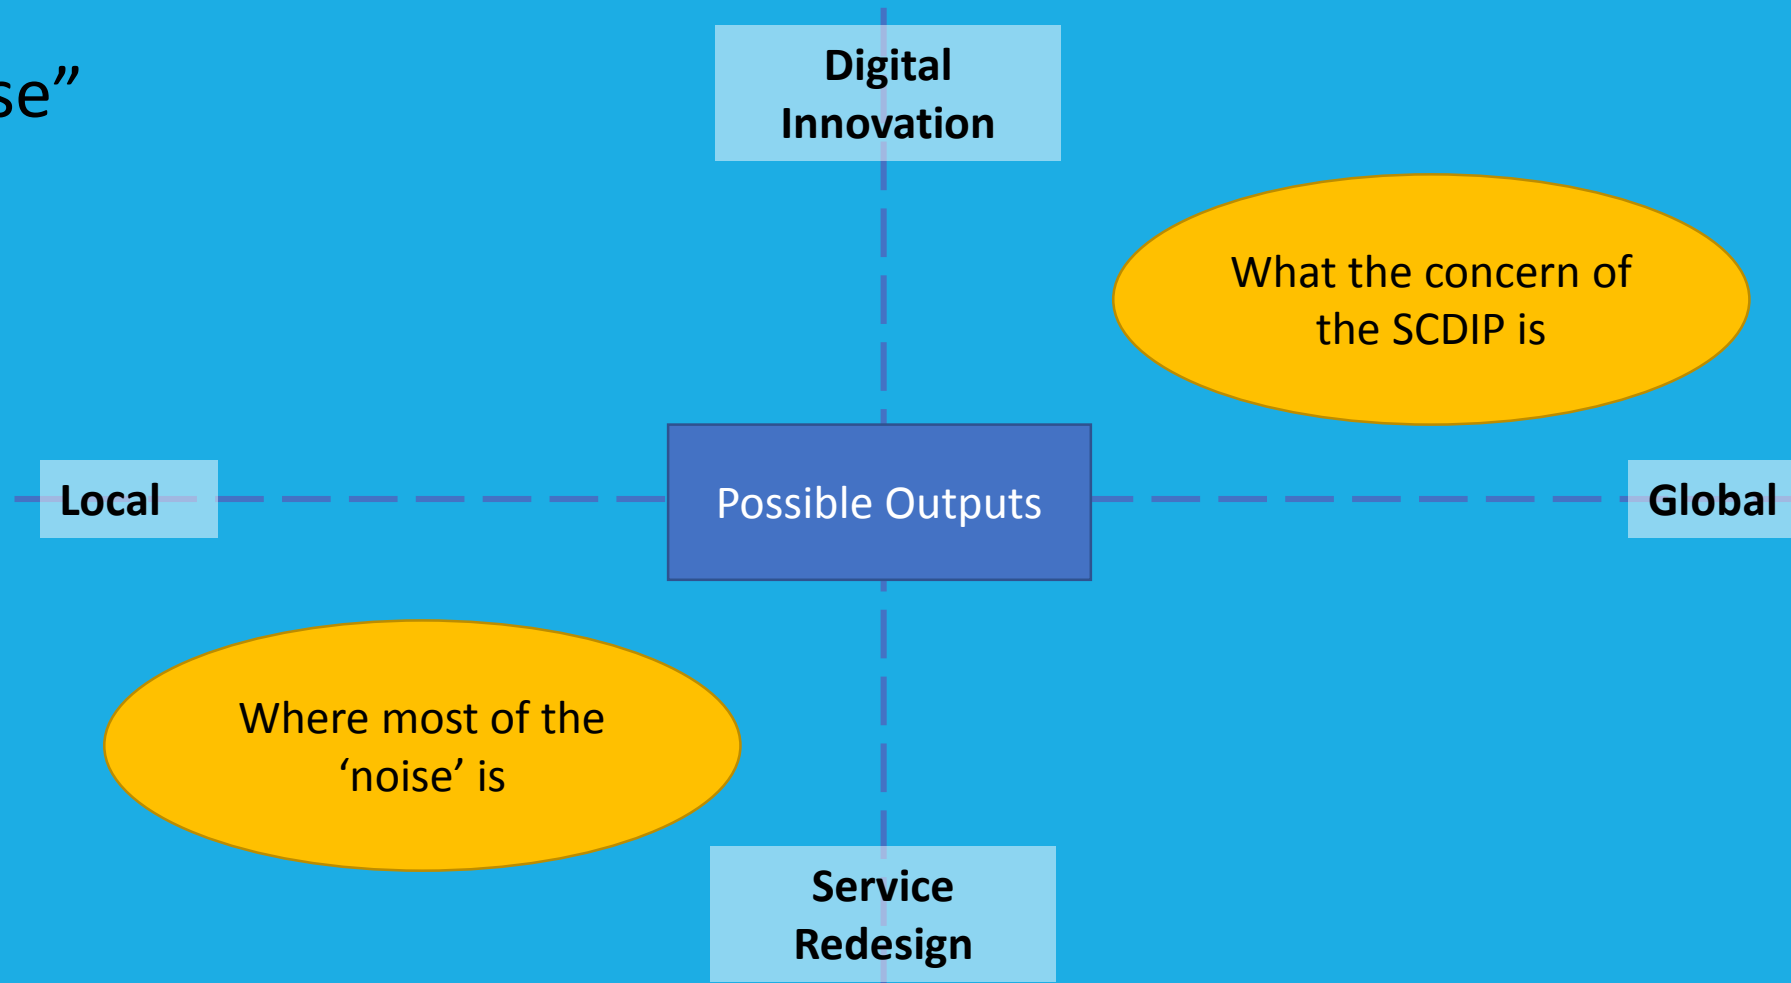 se”
Digital
Innovation
What the concern of
the SCDIP is
Local
Possible Outputs
Global
Where most of the
‘noise’ is
Service
Redesign